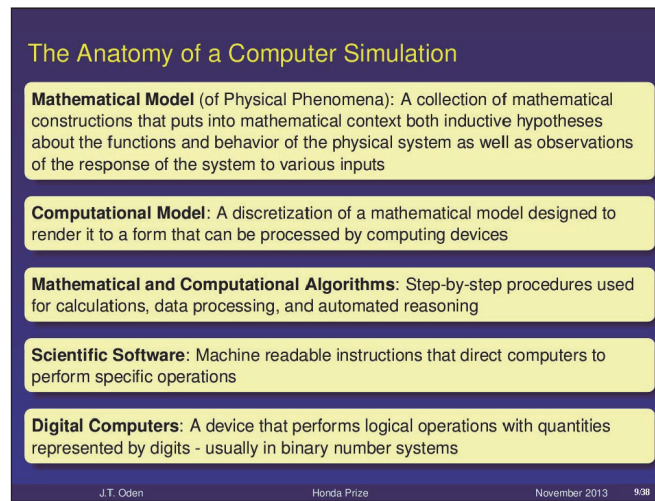 The Anatomy of a Computer Simulation
Mathematical Model (of Physical Phenomena): A collection of mathematical
constructions that puts into mathematical context both inductive hypotheses
about the functions and behavior of the physical system as well as observations
of the response of the system to various inputs
Computational Model: A discretization of a mathematical model designed to
render it to a form that can be processed by computing devices
Mathematical and Computational Algorithms: Step-by-step procedures used
for calculations, data processing, and automated reasoning
Scientific Software: Machine readable instructions that direct computers to
perform specific operations
Digital Computers: A device that performs logical operations with quantities
represented by digits - usually in binary number systems
J.T. Oden Honda Prize November 2013 9/38